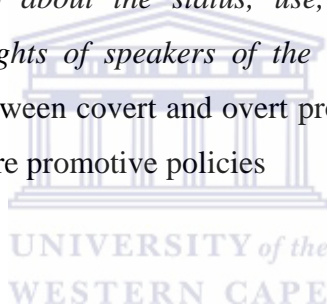 about the status, use,
ghts of speakers of the
ween covert and overt pr
re promotive policies
UNIVERSITY of the
WESTERN CAPE